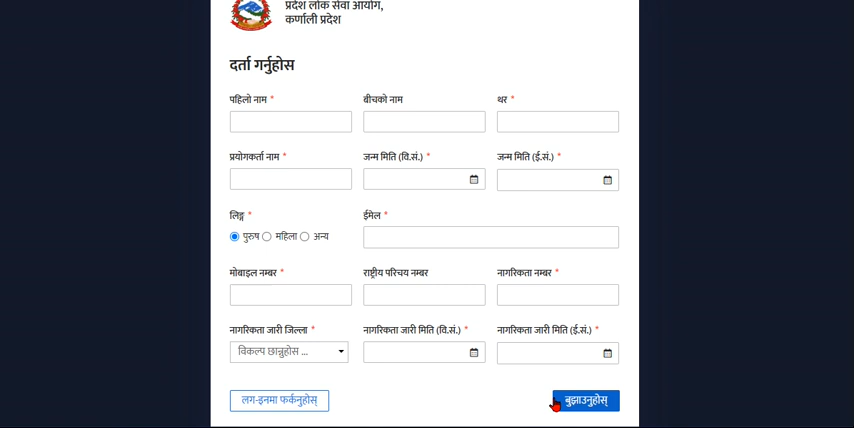 प्रदेश लोक सेवा आयोग,
कर्णाली प्रदेश
दर्ता गर्नुहोस
पहिलो नाम * बीचको नाम थर *
प्रयोगकर्ता नाम * जन्म मिति (वि.सं.) * जन्म मिति (ई.सं.) *
लिङ्ग * ईमेल *
पुरुष महिला अन्य
मोबाइल नम्बर * राष्ट्रीय परिचय नम्बर नागरिकता नम्बर *
नागरिकता जारी जिल्ला * नागरिकता जारी मिति (वि.सं.) * नागरिकता जारी मिति (ई.सं.) *
विकल्प छान्नुहोस ...
लग-इनमा फर्कनुहोस् बुझाउनुहोस्